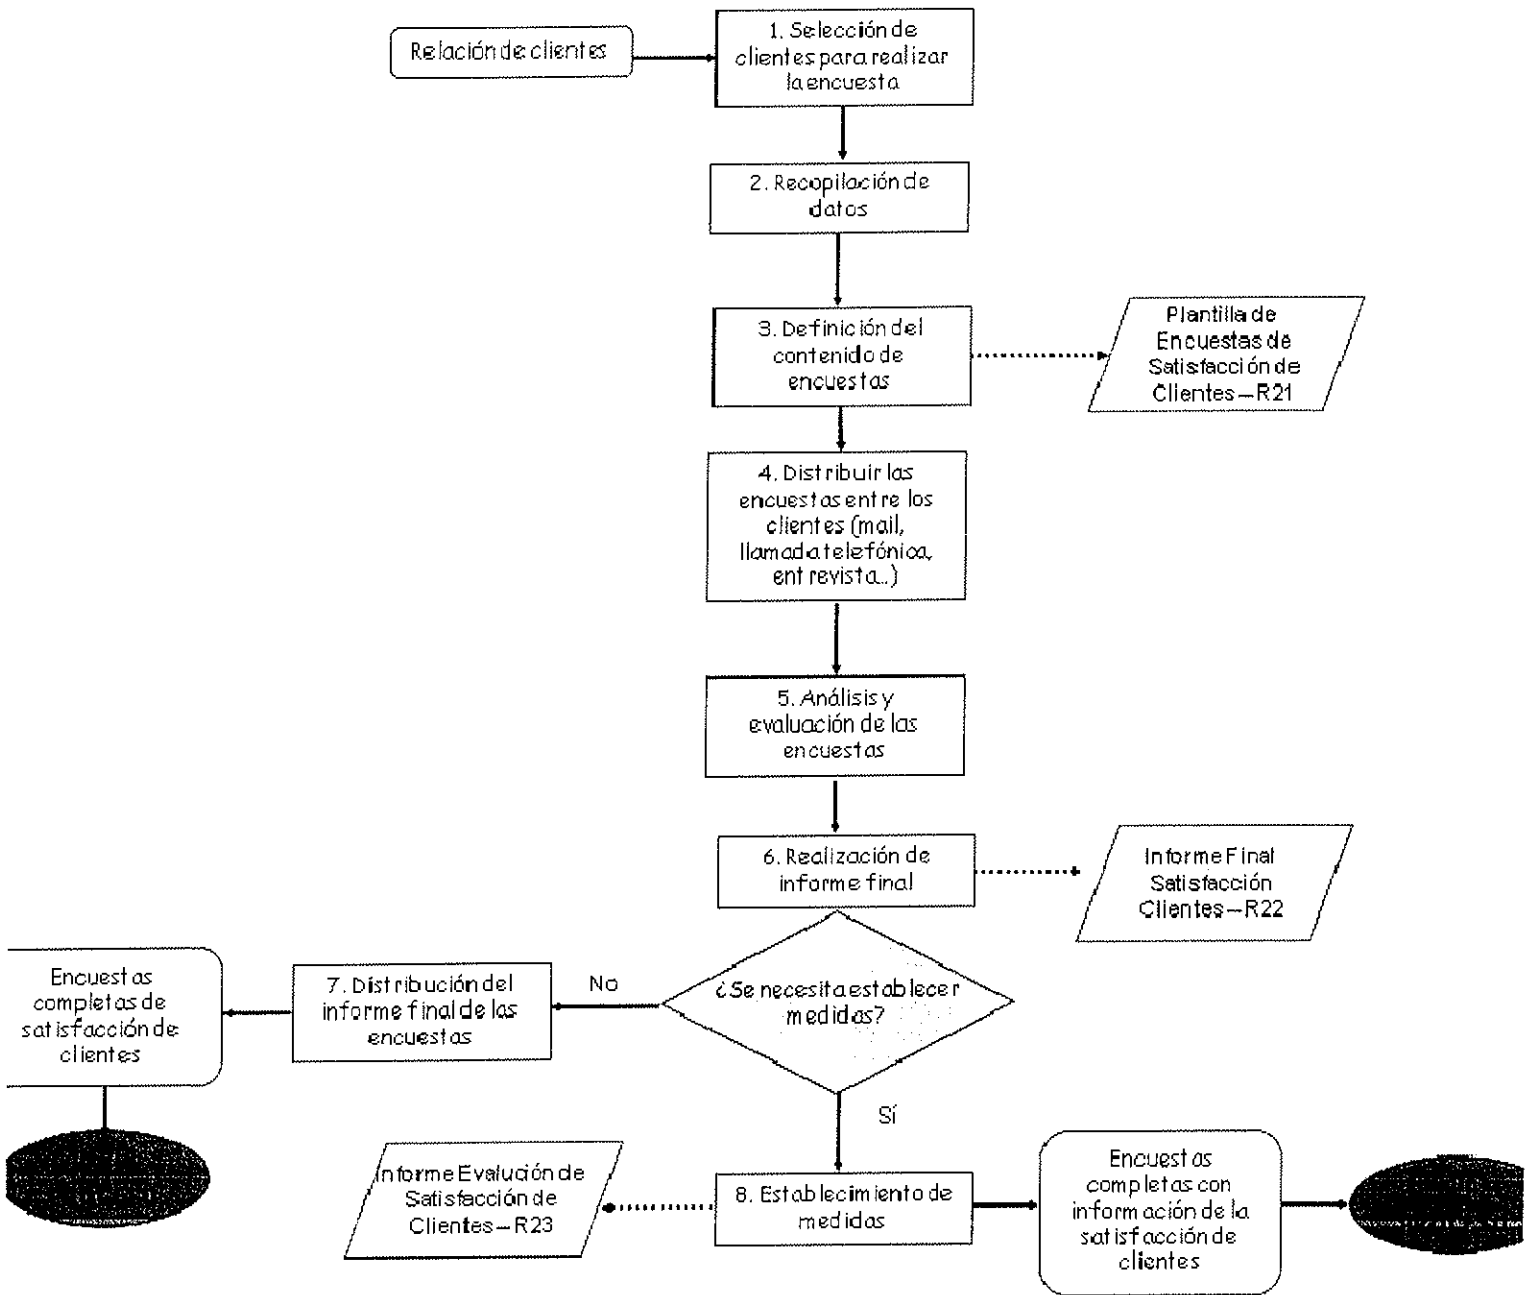 Relación de clientes
1. Selección de
clientes para realizar
la encuesta
2. Recopilación de
datos
3. Definición del
contenido de
encuestas
Plantilla de
Encuestas de
Satisfacción de
Clientes – R21
4. Distribuir las
encuestas entre los
clientes (mail,
llamada telefónica,
entrevista..)
5. Análisis y
evaluación de las
encuestas
6. Realización de
informe final
Informe Final
Satisfacción
Clientes – R22
¿Se necesita establecer
medidas?
No
7. Distribución del
informe final de las
encuestas
Encuestas
completas de
satisfacción de
clientes
Sí
8. Establecimiento de
medidas
Informe Evalución de
Satisfacción de
Clientes – R23
Encuestas
completas con
información de la
satisfacción de
clientes